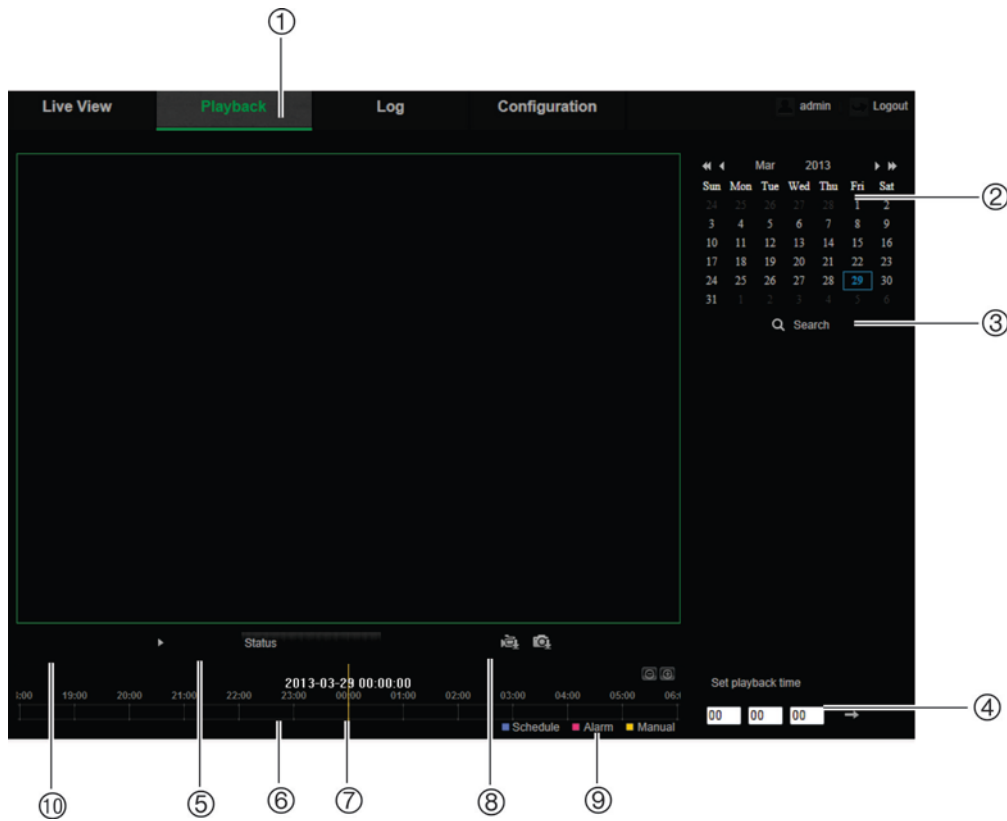 ①
Live View Playback Log Configuration admin Logout
Mar 2013
Sun Mon Tue Wed Thu Fri Sat
24 25 26 27 28 1 2
②
3 4 5 6 7 8 9
10 11 12 13 14 15 16
17 18 19 20 21 22 23
24 25 26 27 28 29 30
31 1 2 3 4 5 6
Search
③
Status
2013-03-29 00:00:00
Set playback time
19:00 20:00 21:00 22:00 23:00 00:00 01:00 02:00 03:00 04:00 05:00
00 00 00
④
Schedule Alarm Manual
⑩ ⑤ ⑥ ⑦ ⑧ ⑨